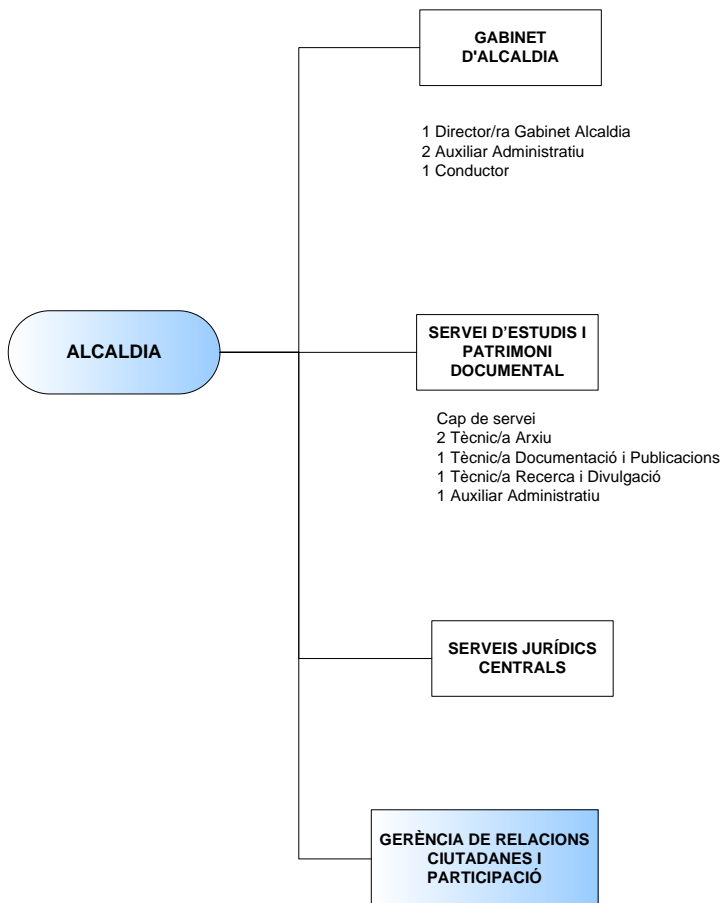 GABINET
D'ALCALDIA
1 Director/ra Gabinet Alcaldia
2 Auxiliar Administratiu
1 Conductor
ALCALDIA
SERVEI D’ESTUDIS I
PATRIMONI
DOCUMENTAL
Cap de servei
2 Tècnic/a Arxiu
1 Tècnic/a Documentació i Publicacions
1 Tècnic/a Recerca i Divulgació
1 Auxiliar Administratiu
SERVEIS JURÍDICS
CENTRALS
GERÈNCIA DE RELACIONS
CIUTADANES I
PARTICIPACIÓ